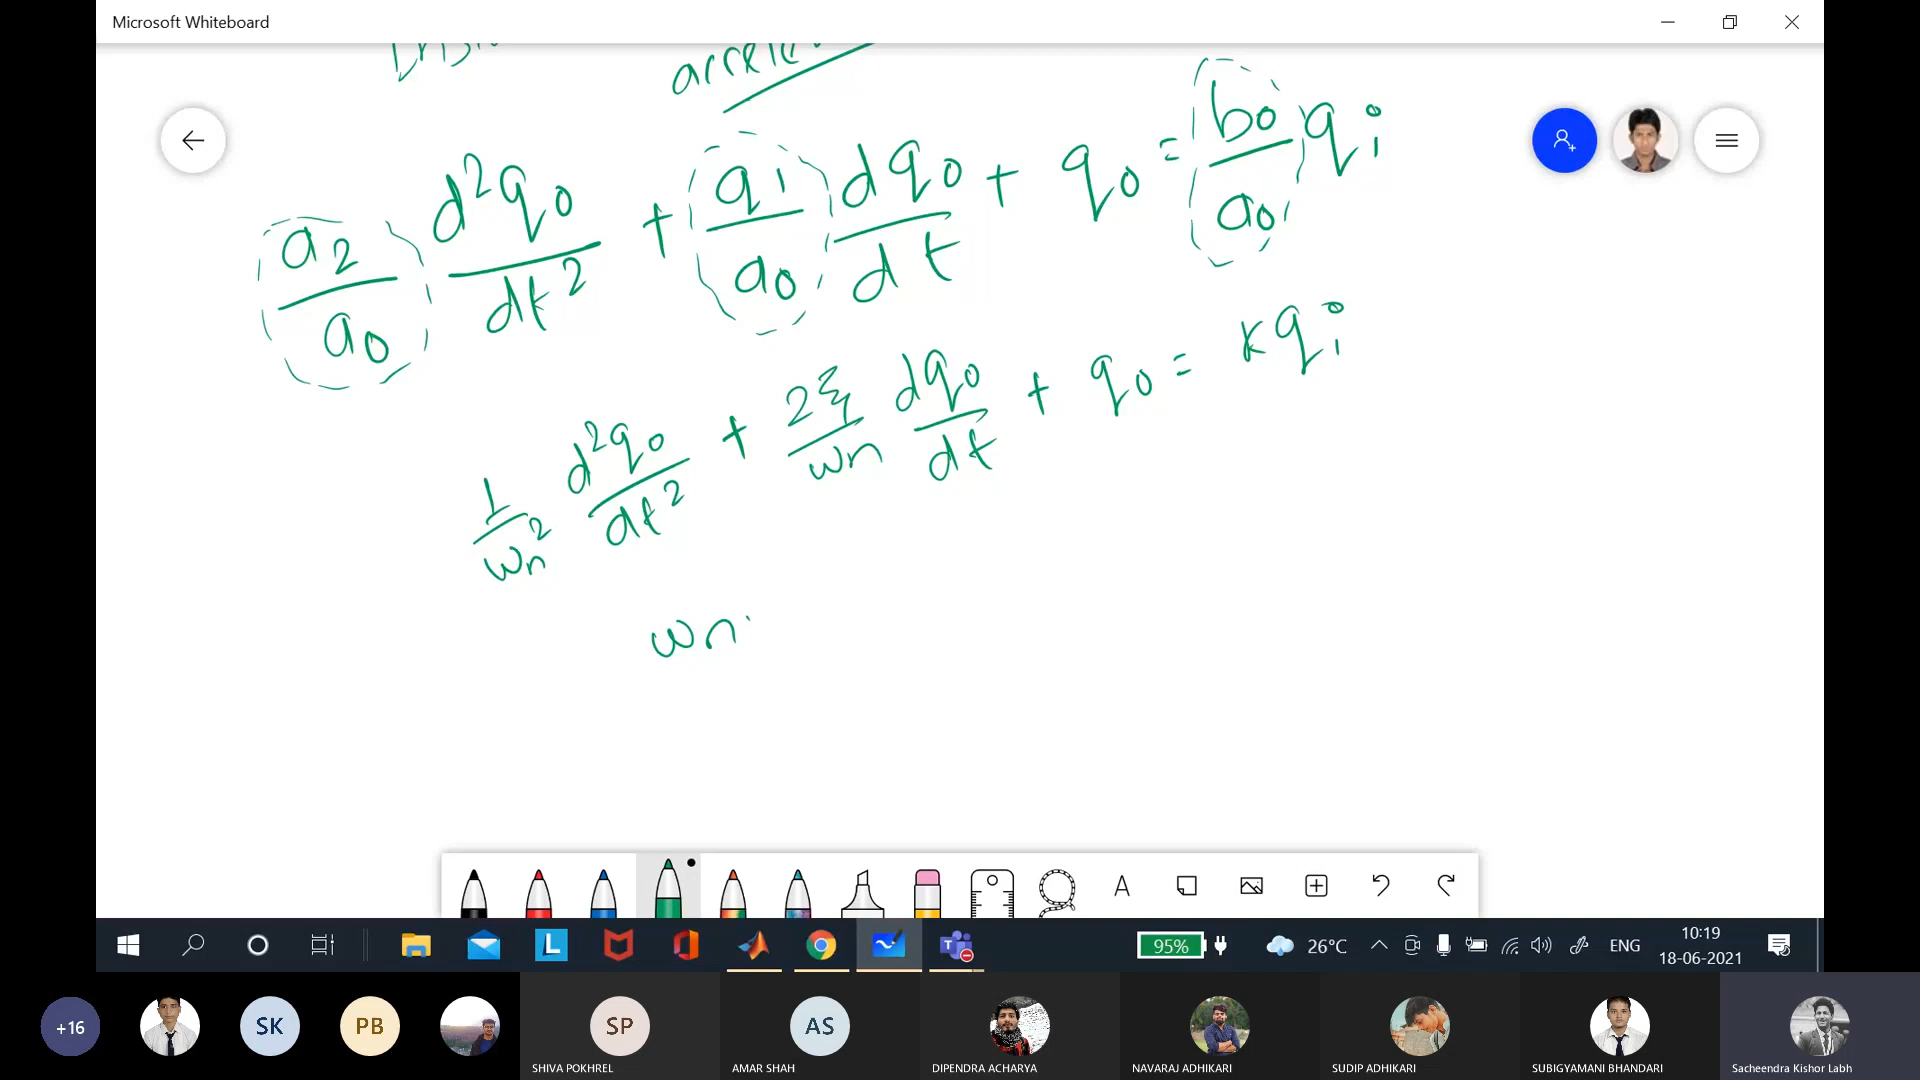 Microsoft Whiteboard
a2/a0 d²q0/dt² + a1/a0 dq0/dt + q0 = b0/a0 qi
1/ωn² d²q0/dt² + 2ξ/ωn dq0/dt + q0 = Kqi
ωn
A
L
95%
26°C
ENG
10:19
18-06-2021
+16
SK
PB
SP
AS
SHIVA POKHREL
AMAR SHAH
DIPENDRA ACHARYA
NAVARAJ ADHIKARI
SUDIP ADHIKARI
SUBIGYAMANI BHANDARI
Sacheendra Kishor Labh